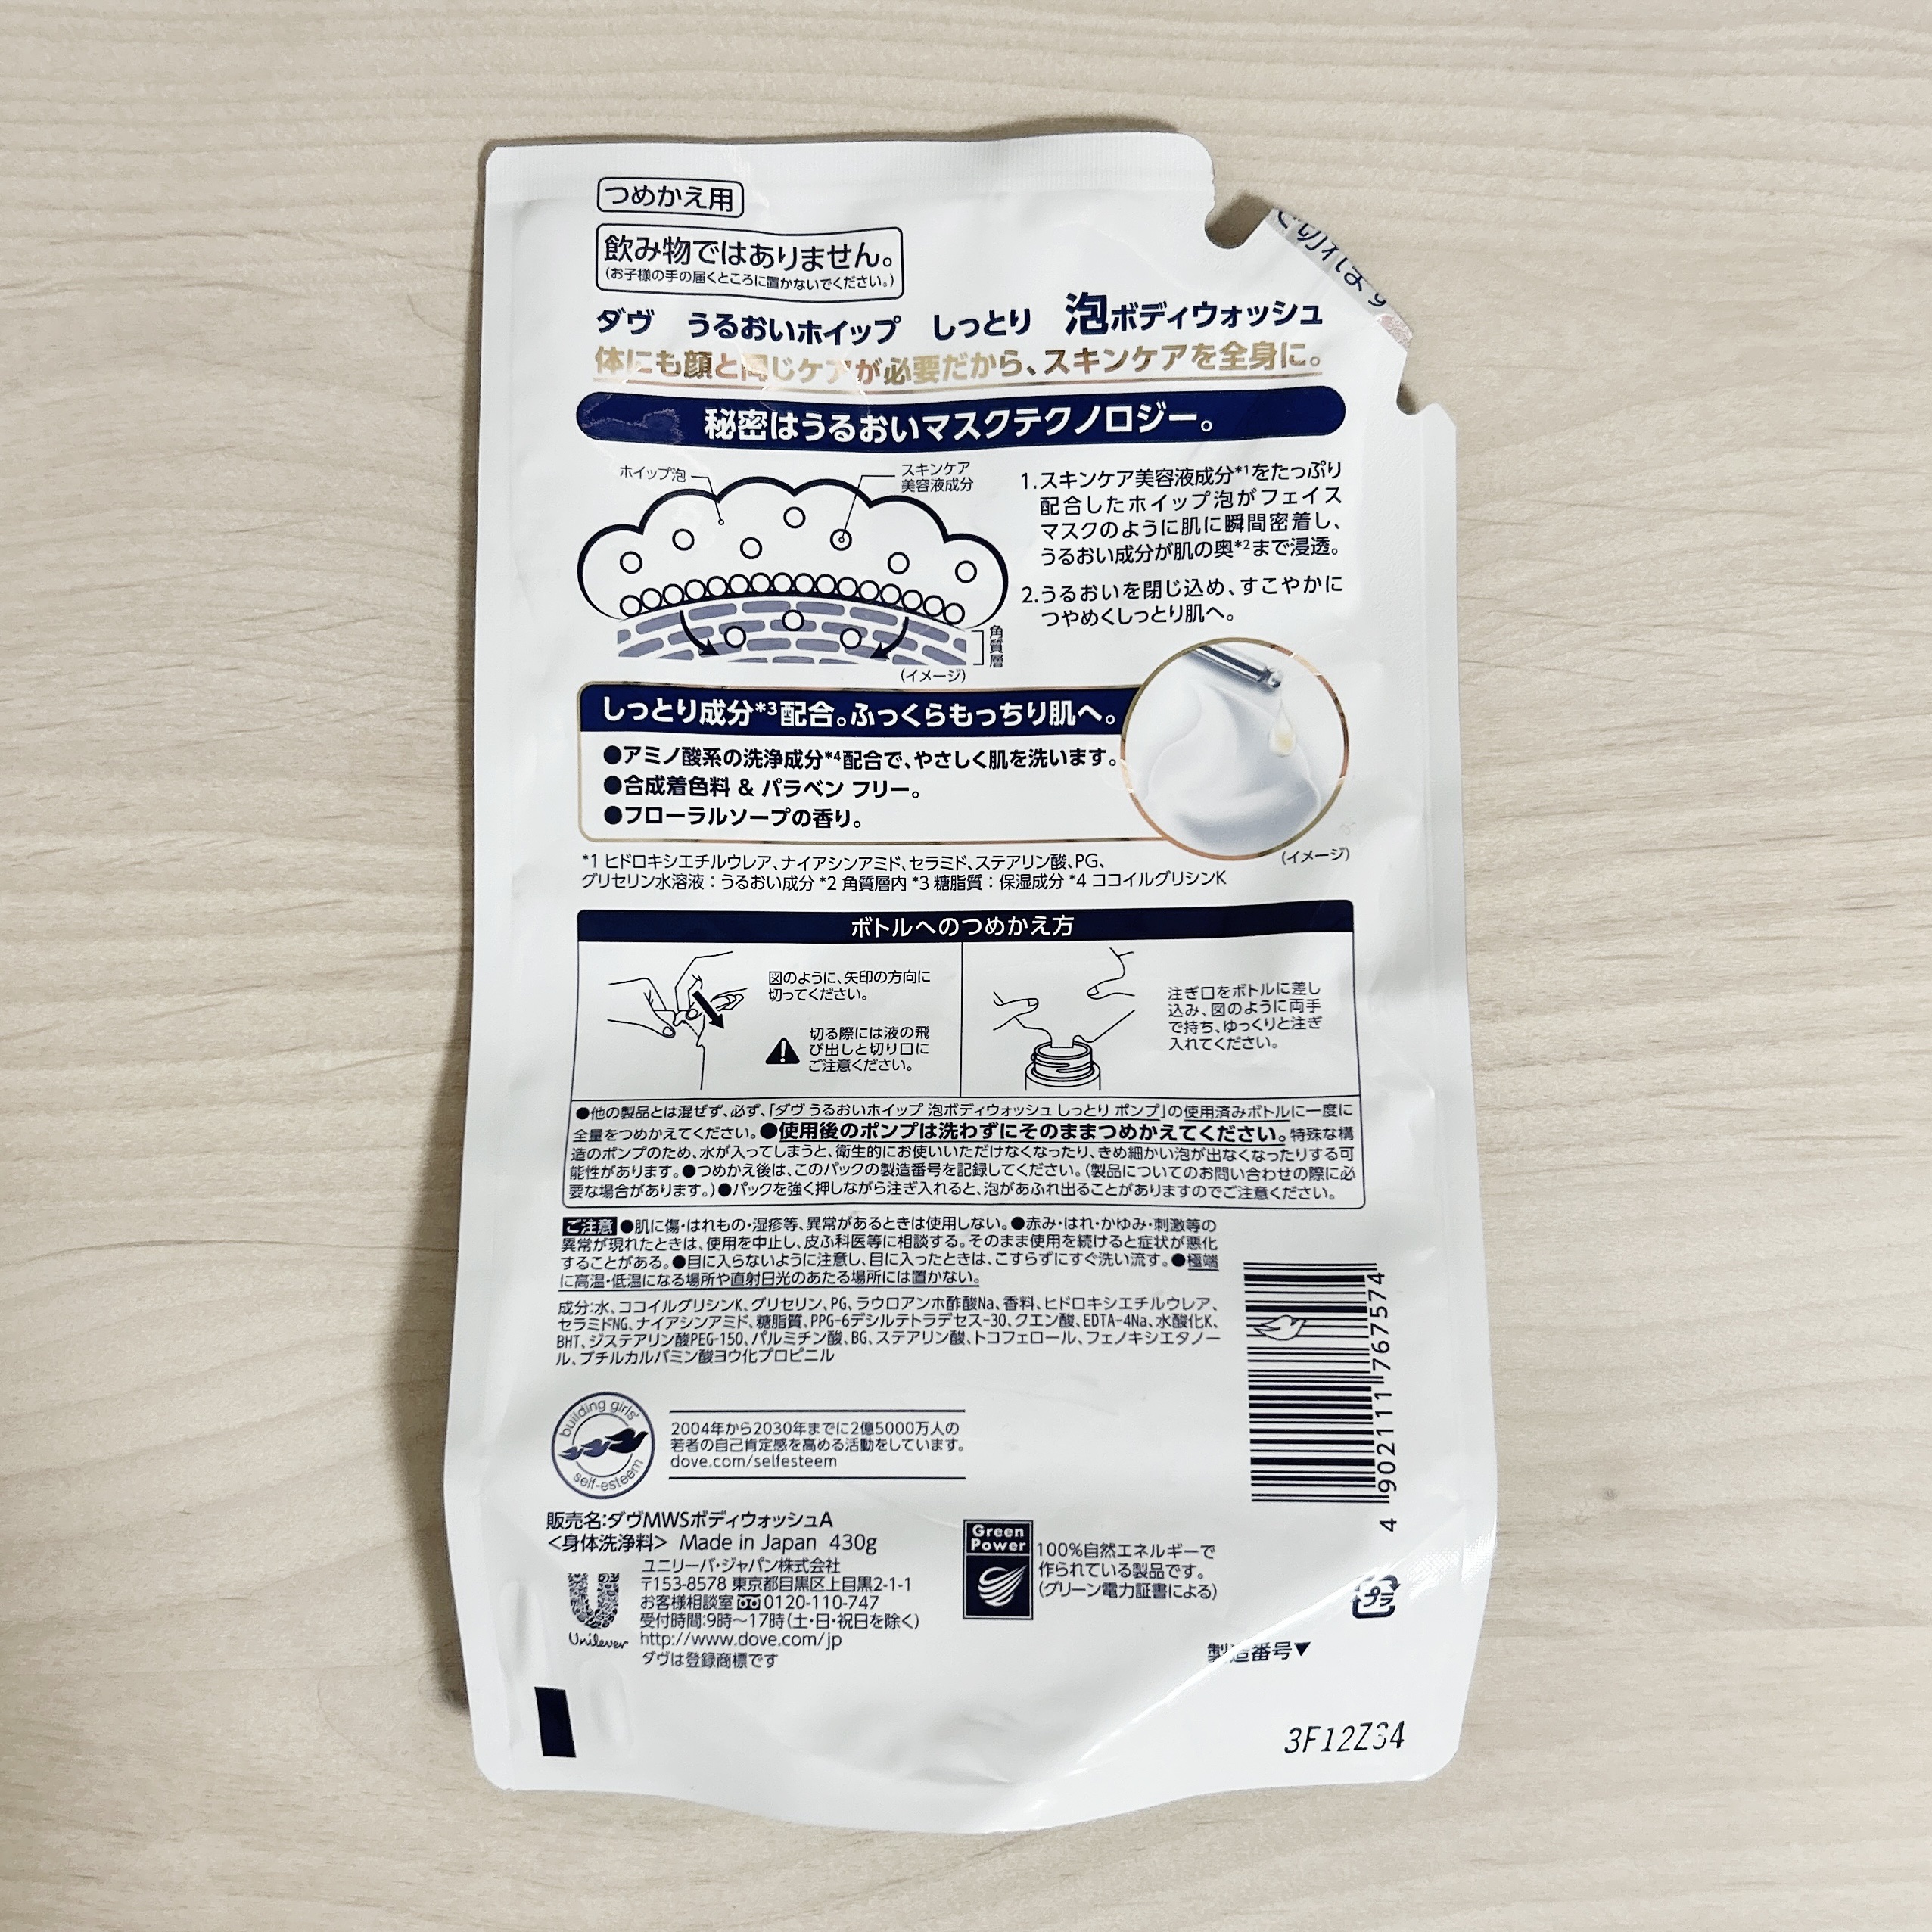 つめかえ用
飲み物ではありません。
(お子様の手の届くところに置かないでください。)
で切れます
ダヴ うるおいホイップ しっとり 泡ボディウォッシュ
体にも顔と同じケアが必要だから、スキンケアを全身に。
秘密はうるおいマスクテクノロジー。
ホイップ泡
スキンケア
美容液成分
角質層
(イメージ)
1.スキンケア美容液成分*1をたっぷり
配合したホイップ泡がフェイス
マスクのように肌に瞬間密着し、
うるおい成分が肌の奥*2まで浸透。
2.うるおいを閉じ込め、すこやかに
つやめくしっとり肌へ。
しっとり成分*3配合。ふっくらもっちり肌へ。
●アミノ酸系の洗浄成分*4配合で、やさしく肌を洗います。
●合成着色料 & パラベン フリー。
●フローラルソープの香り。
(イメージ)
*1 ヒドロキシエチルウレア、ナイアシンアミド、セラミド、ステアリン酸、PG、
グリセリン水溶液：うるおい成分 *2 角質層内 *3 糖脂質：保湿成分 *4 ココイルグリシンK
ボトルへのつめかえ方
図のように、矢印の方向に
切ってください。
切る際には液の飛
び出しと切り口に
ご注意ください。
注ぎ口をボトルに差し
込み、図のように両手
で持ち、ゆっくりと注ぎ
入れてください。
●他の製品とは混ぜず、必ず、「ダヴ うるおいホイップ 泡ボディウォッシュ しっとり ポンプ」の使用済みボトルに一度に
全量をつめかえてください。●使用後のポンプは洗わずにそのままつめかえてください。特殊な構
造のポンプのため、水が入ってしまうと、衛生的にお使いいただけなくなったり、きめ細かい泡が出なくなったりする可
能性があります。●つめかえ後は、このパックの製造番号を記録してください。(製品についてのお問い合わせの際に必
要な場合があります。)●パックを強く押しながら注ぎ入れると、泡があふれ出ることがありますのでご注意ください。
ご注意 ●肌に傷・はれもの・湿疹等、異常があるときは使用しない。●赤み・はれ・かゆみ・刺激等の
異常が現れたときは、使用を中止し、皮ふ科医等に相談する。そのまま使用を続けると症状が悪化
することがある。●目に入らないように注意し、目に入ったときは、こすらずにすぐ洗い流す。●極端
に高温・低温になる場所や直射日光のあたる場所には置かない。
成分:水、ココイルグリシンK、グリセリン、PG、ラウロアンホ酢酸Na、香料、ヒドロキシエチルウレア、
セラミドNG、ナイアシンアミド、糖脂質、PPG-6デシルテトラデセス-30、クエン酸、EDTA-4Na、水酸化K、
BHT、ジステアリン酸PEG-150、パルミチン酸、BG、ステアリン酸、トコフェロール、フェノキシエタノー
ル、ブチルカルバミン酸ヨウ化プロピニル
4 902111 767574
building girls'
self-esteem
2004年から2030年までに2億5000万人の
若者の自己肯定感を高める活動をしています。
dove.com/selfesteem
販売名:ダヴMWSボディウォッシュA
<身体洗浄料> Made in Japan 430g
ユニリーバ・ジャパン株式会社
〒153-8578 東京都目黒区上目黒2-1-1
お客様相談室 0120-110-747
受付時間:9時～17時(土・日・祝日を除く)
http://www.dove.com/jp
ダヴは登録商標です
Unilever
Green
Power
100%自然エネルギーで
作られている製品です。
(グリーン電力証書による)
プラ
製造番号▼
3F12Z34